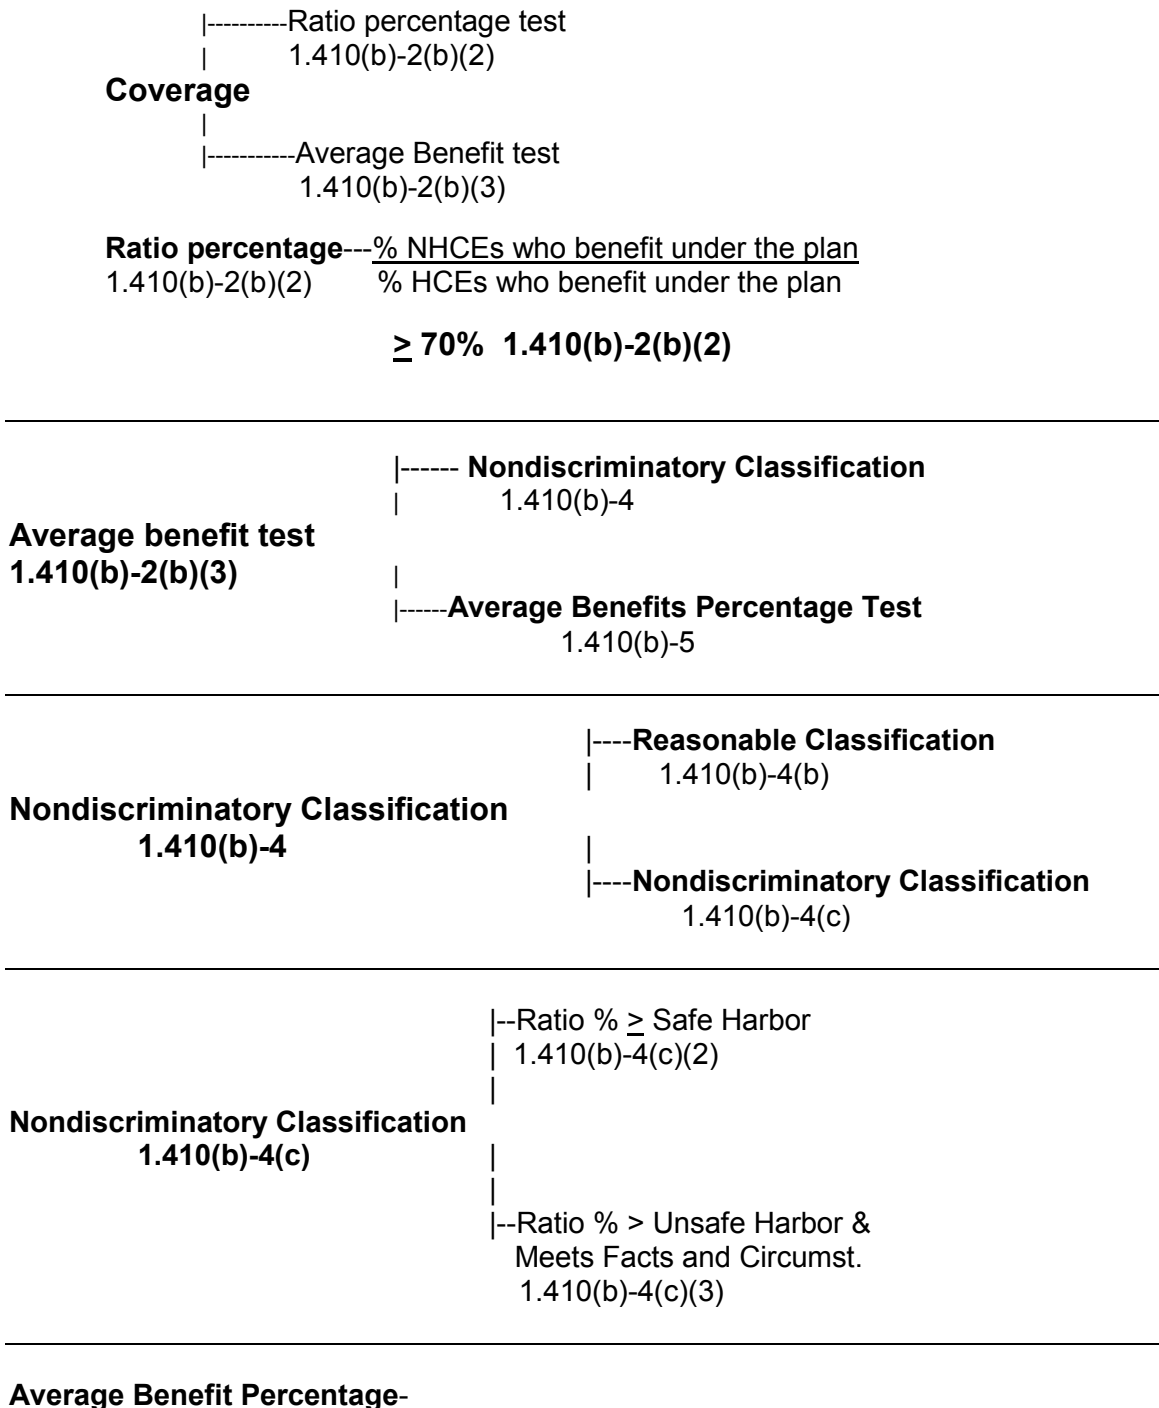 |----------Ratio percentage test
| 1.410(b)-2(b)(2)
Coverage
|
|-----------Average Benefit test
1.410(b)-2(b)(3)
Ratio percentage---% NHCEs who benefit under the plan
1.410(b)-2(b)(2) % HCEs who benefit under the plan
≥ 70% 1.410(b)-2(b)(2)
|------ Nondiscriminatory Classification
| 1.410(b)-4
Average benefit test
1.410(b)-2(b)(3) |
|------Average Benefits Percentage Test
1.410(b)-5
|----Reasonable Classification
| 1.410(b)-4(b)
Nondiscriminatory Classification
1.410(b)-4 |
|----Nondiscriminatory Classification
1.410(b)-4(c)
|--Ratio % ≥ Safe Harbor
| 1.410(b)-4(c)(2)
|
Nondiscriminatory Classification
1.410(b)-4(c) |
|
|--Ratio % > Unsafe Harbor &
Meets Facts and Circumst.
1.410(b)-4(c)(3)
Average Benefit Percentage-